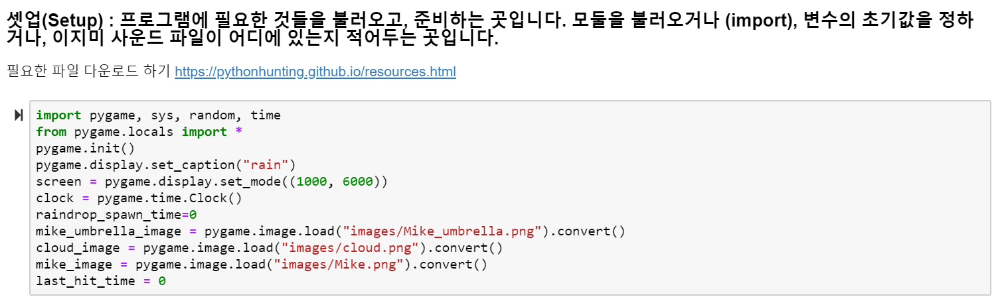 셋업(Setup) : 프로그램에 필요한 것들을 불러오고, 준비하는 곳입니다. 모둘을 불러오거나 (import), 변수의 초기값을 정하
거나, 이지미 사운드 파일이 어디에 있는지 적어두는 곳입니다.
필요한 파일 다운로드 하기 https://pythonhunting.github.io/resources.html
import pygame, sys, random, time
from pygame.locals import *
pygame.init()
pygame.display.set_caption("rain")
screen = pygame.display.set_mode((1000, 6000))
clock = pygame.time.Clock()
raindrop_spawn_time=0
mike_umbrella_image = pygame.image.load("images/Mike_umbrella.png").convert()
cloud_image = pygame.image.load("images/cloud.png").convert()
mike_image = pygame.image.load("images/Mike.png").convert()
last_hit_time = 0